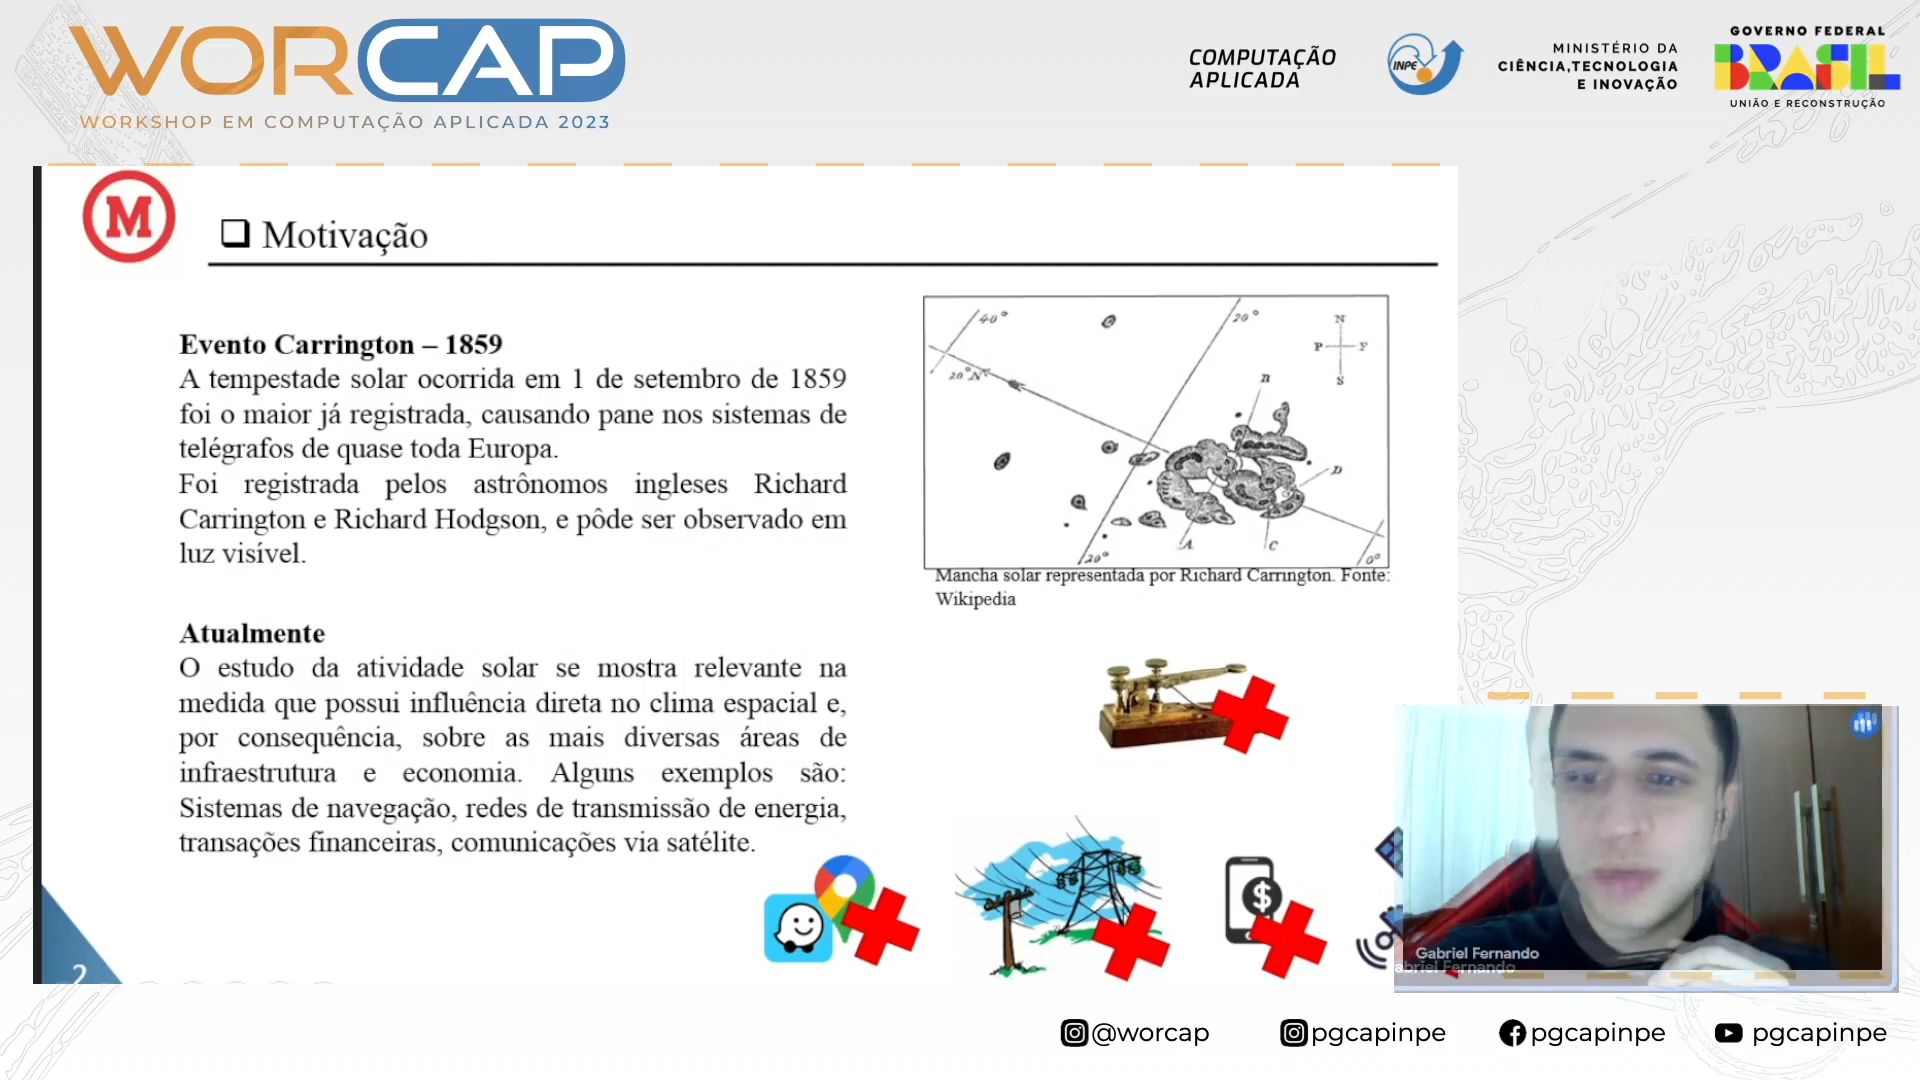 WORCAP
WORKSHOP EM COMPUTAÇÃO APLICADA 2023
COMPUTAÇÃO
APLICADA
INPE
MINISTÉRIO DA
CIÊNCIA,TECNOLOGIA
E INOVAÇÃO
GOVERNO FEDERAL
BRASIL
UNIÃO E RECONSTRUÇÃO
M
Motivação
Evento Carrington – 1859
A tempestade solar ocorrida em 1 de setembro de 1859
foi o maior já registrada, causando pane nos sistemas de
telégrafos de quase toda Europa.
Foi registrada pelos astrônomos ingleses Richard
Carrington e Richard Hodgson, e pôde ser observado em
luz visível.
40°
20°
N
P F
S
20°N
B
D
A
C
20°
0°
Mancha solar representada por Richard Carrington. Fonte:
Wikipedia
Atualmente
O estudo da atividade solar se mostra relevante na
medida que possui influência direta no clima espacial e,
por consequência, sobre as mais diversas áreas de
infraestrutura e economia. Alguns exemplos são:
Sistemas de navegação, redes de transmissão de energia,
transações financeiras, comunicações via satélite.
$
2
Gabriel Fernando
abriel Fernando
@worcap
pgcapinpe
pgcapinpe
pgcapinpe